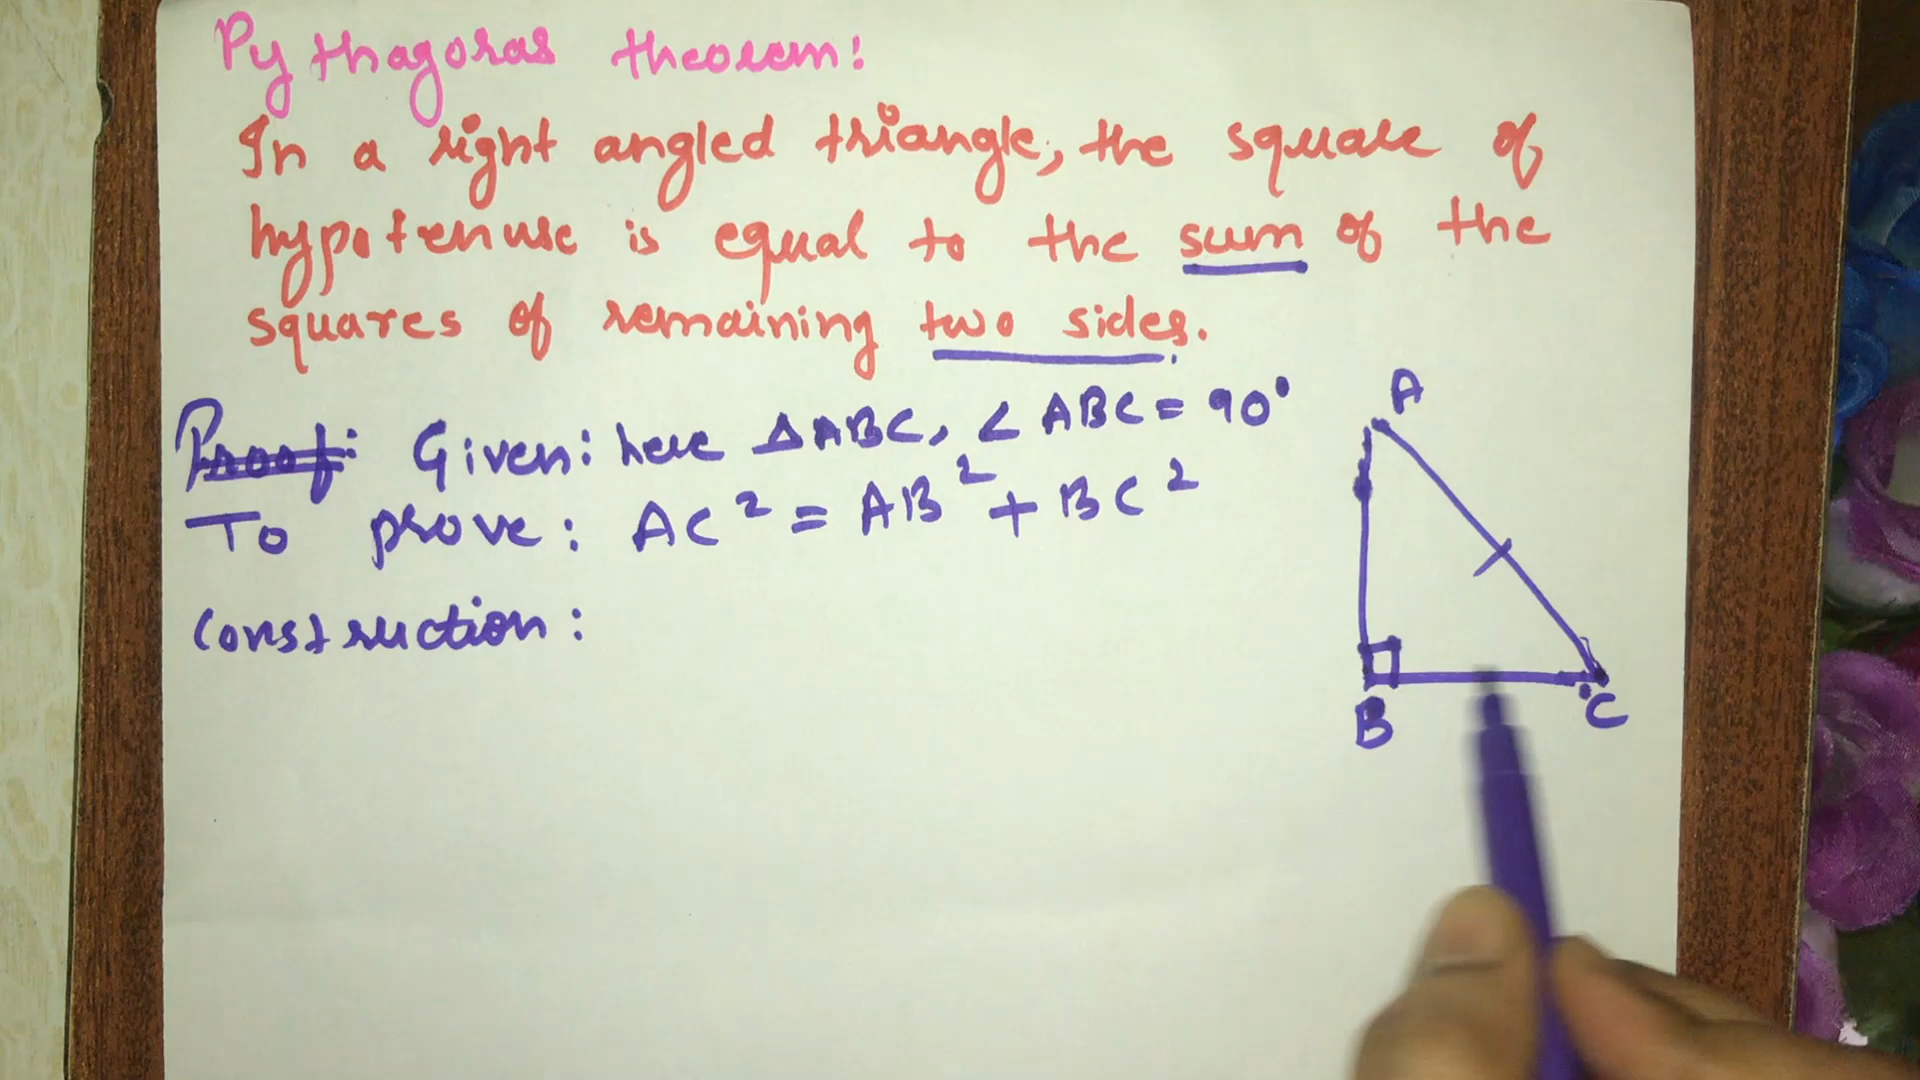 Pythagoras theorem:
In a right angled triangle, the square of
hypotenuse is equal to the sum of the
squares of remaining two sides.
Proof: Given: here ΔABC, ∠ABC = 90°
To prove: AC² = AB² + BC²
Construction:
A
B
C